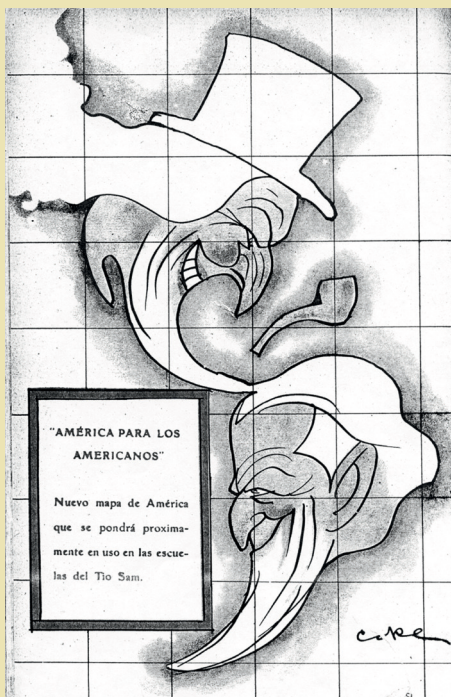 "AMÉRICA PARA LOS
AMERICANOS"
Nuevo mapa de América
que se pondrá proxima-
mente en uso en las escue-
las del Tio Sam.